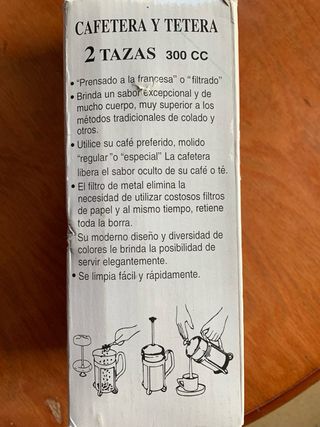 CAFETERA Y TETERA
2 TAZAS 300 CC
• "Prensado a la francesa" o "filtrado"
• Brinda un sabor excepcional y de
mucho cuerpo, muy superior a los
métodos tradicionales de colado y
otros.
• Utilice su café preferido, molido
"regular "o "especial" La cafetera
libera el sabor oculto de su café o té.
• El filtro de metal elimina la
necesidad de utilizar costosos filtros
de papel y al mismo tiempo, retiene
toda la borra.
Su moderno diseño y diversidad de
colores le brinda la posibilidad de
servir elegantemente.
• Se limpia fácil y rápidamente.